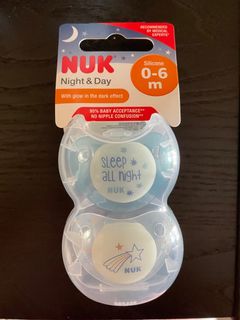 RECOMMENDED
BY MEDICAL
EXPERTS*
NUK
Night & Day
Silicone
0-6
m
With glow in the dark effect
95% BABY ACCEPTANCE**
NO NIPPLE CONFUSION**
sleep
all night
NUK
NUK